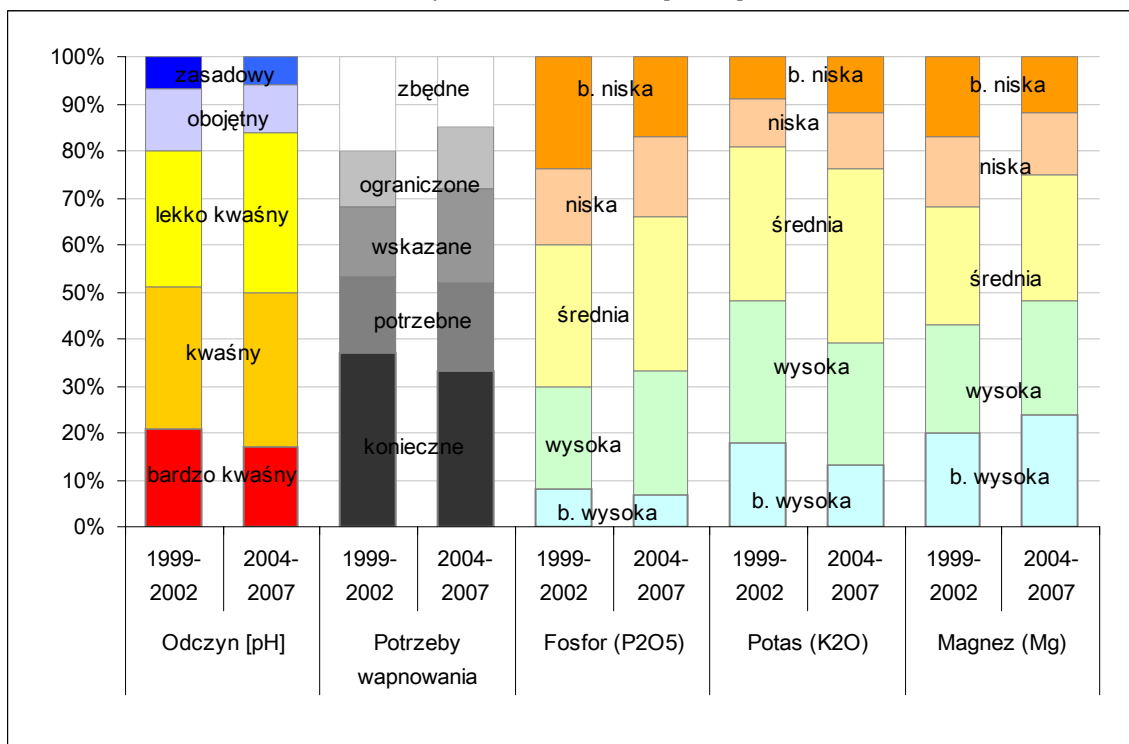 100%
90%
80%
70%
60%
50%
40%
30%
20%
10%
0%
zasadowy
obojętny
lekko kwaśny
kwaśny
bardzo kwaśny
zbędne
ograniczone
wskazane
potrzebne
konieczne
b. niska
niska
średnia
wysoka
b. wysoka
b. niska
niska
średnia
wysoka
b. wysoka
b. niska
niska
średnia
wysoka
b. wysoka
1999-
2002
2004-
2007
1999-
2002
2004-
2007
1999-
2002
2004-
2007
1999-
2002
2004-
2007
1999-
2002
2004-
2007
Odczyn [pH]
Potrzeby
wapnowania
Fosfor (P2O5)
Potas (K2O)
Magnez (Mg)